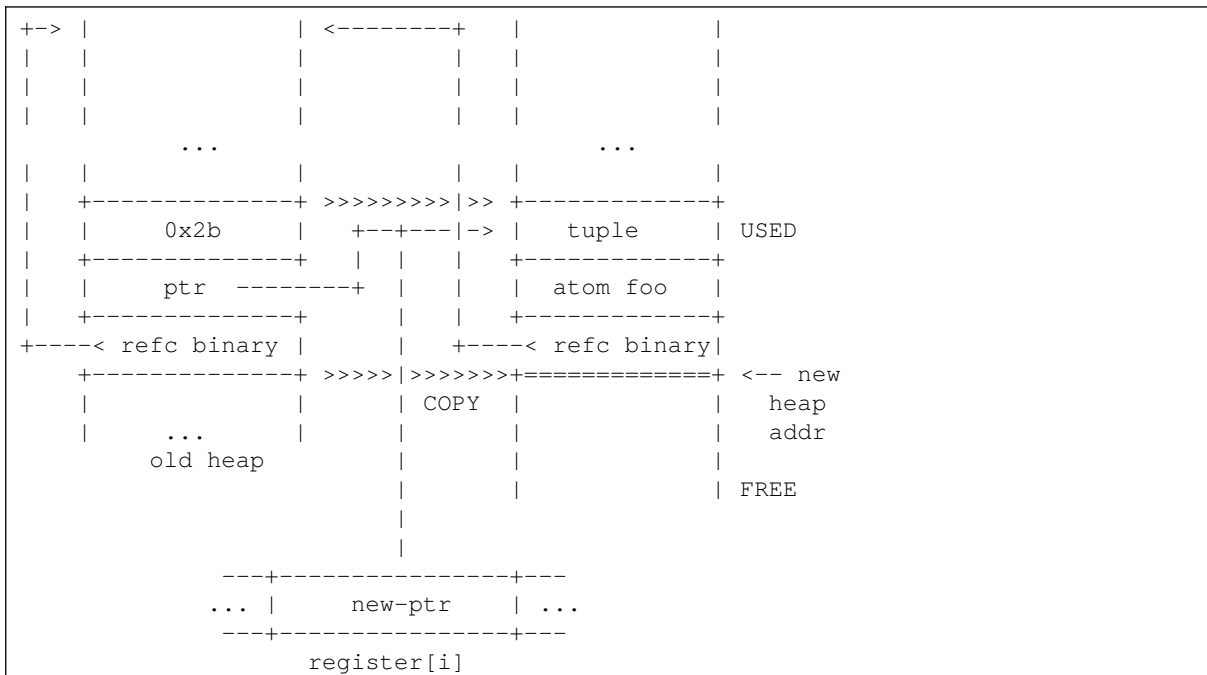 +-> |              | <--------+   |             |
|   |              |          |   |             |
|   |              |          |   |             |
|   |              |          |   |             |
          ...                           ...
|   |              |          |   |             |
|   +--------------+ >>>>>>>>>|>> +-------------+
|   |     0x2b     |   +--+---|-> |    tuple    | USED
|   +--------------+   |  |   |   +-------------+
|   |     ptr  --------+  |   |   |  atom foo   |
|   +--------------+      |   |   +-------------+
+----< refc binary |      |   +----< refc binary|
    +--------------+ >>>>>|>>>>>>>+=============+ <-- new
    |              |      | COPY  |             |   heap
    |     ...      |      |       |             |   addr
        old heap          |       |             |
                          |       |             | FREE
                          |
                          |
             ---+----------------+---
            ... |     new-ptr    | ...
             ---+----------------+---
                   register[i]